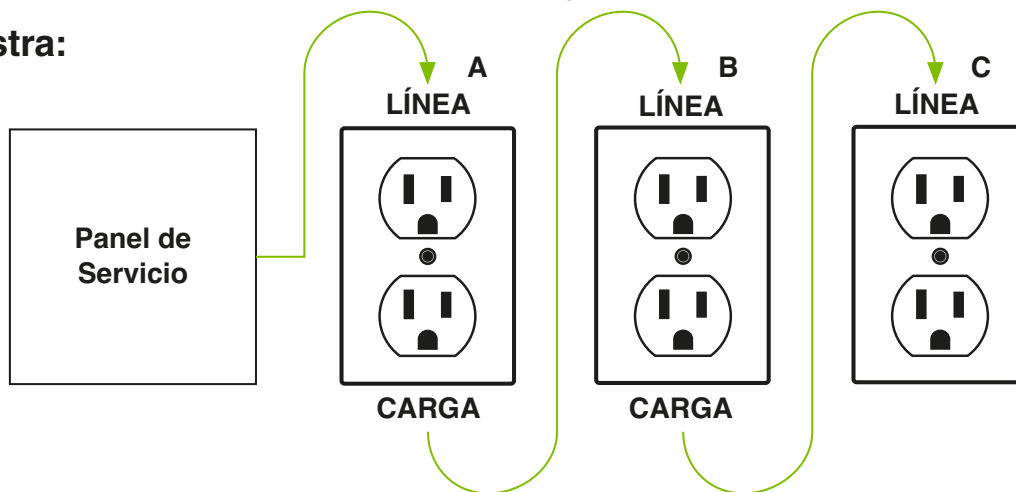 stra:
A
B
C
LÍNEA
LÍNEA
LÍNEA
Panel de
Servicio
CARGA
CARGA